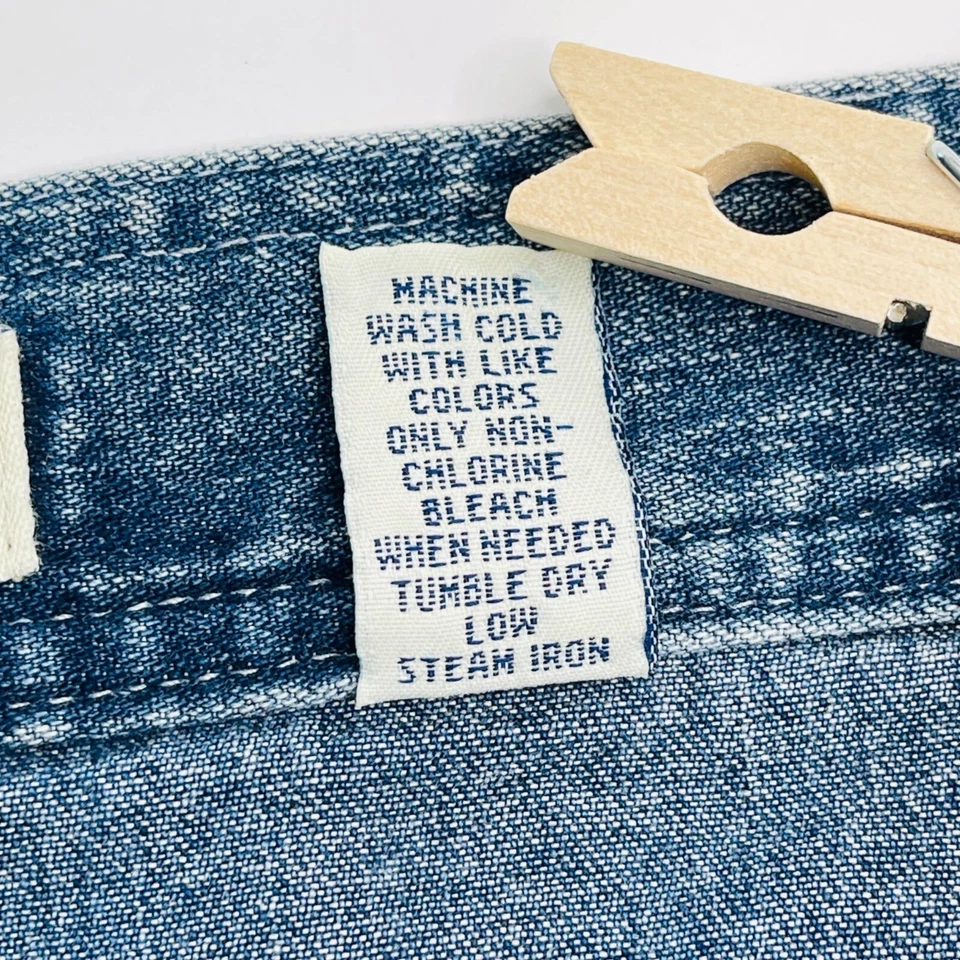 MACHINE
WASH COLD
WITH LIKE
COLORS
ONLY NON-
CHLORINE
BLEACH
WHEN NEEDED
TUMBLE DRY
LOW
STEAM IRON